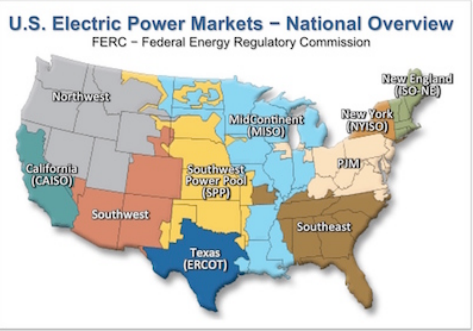 U.S. Electric Power Markets – National Overview
FERC – Federal Energy Regulatory Commission
New England
(ISO-NE)
Northwest
MidContinent
(MISO)
New York
(NYISO)
California
(CAISO)
Southwest
Power Pool
(SPP)
PJM
Southwest
Southeast
Texas
(ERCOT)